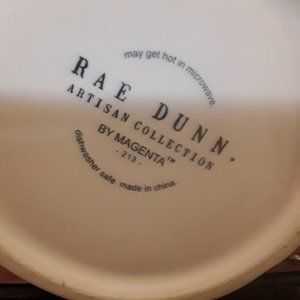 may get hot in microwave.
RAE DUNN.
ARTISAN COLLECTION
BY MAGENTA™
- 213 -
dishwasher safe made in china.